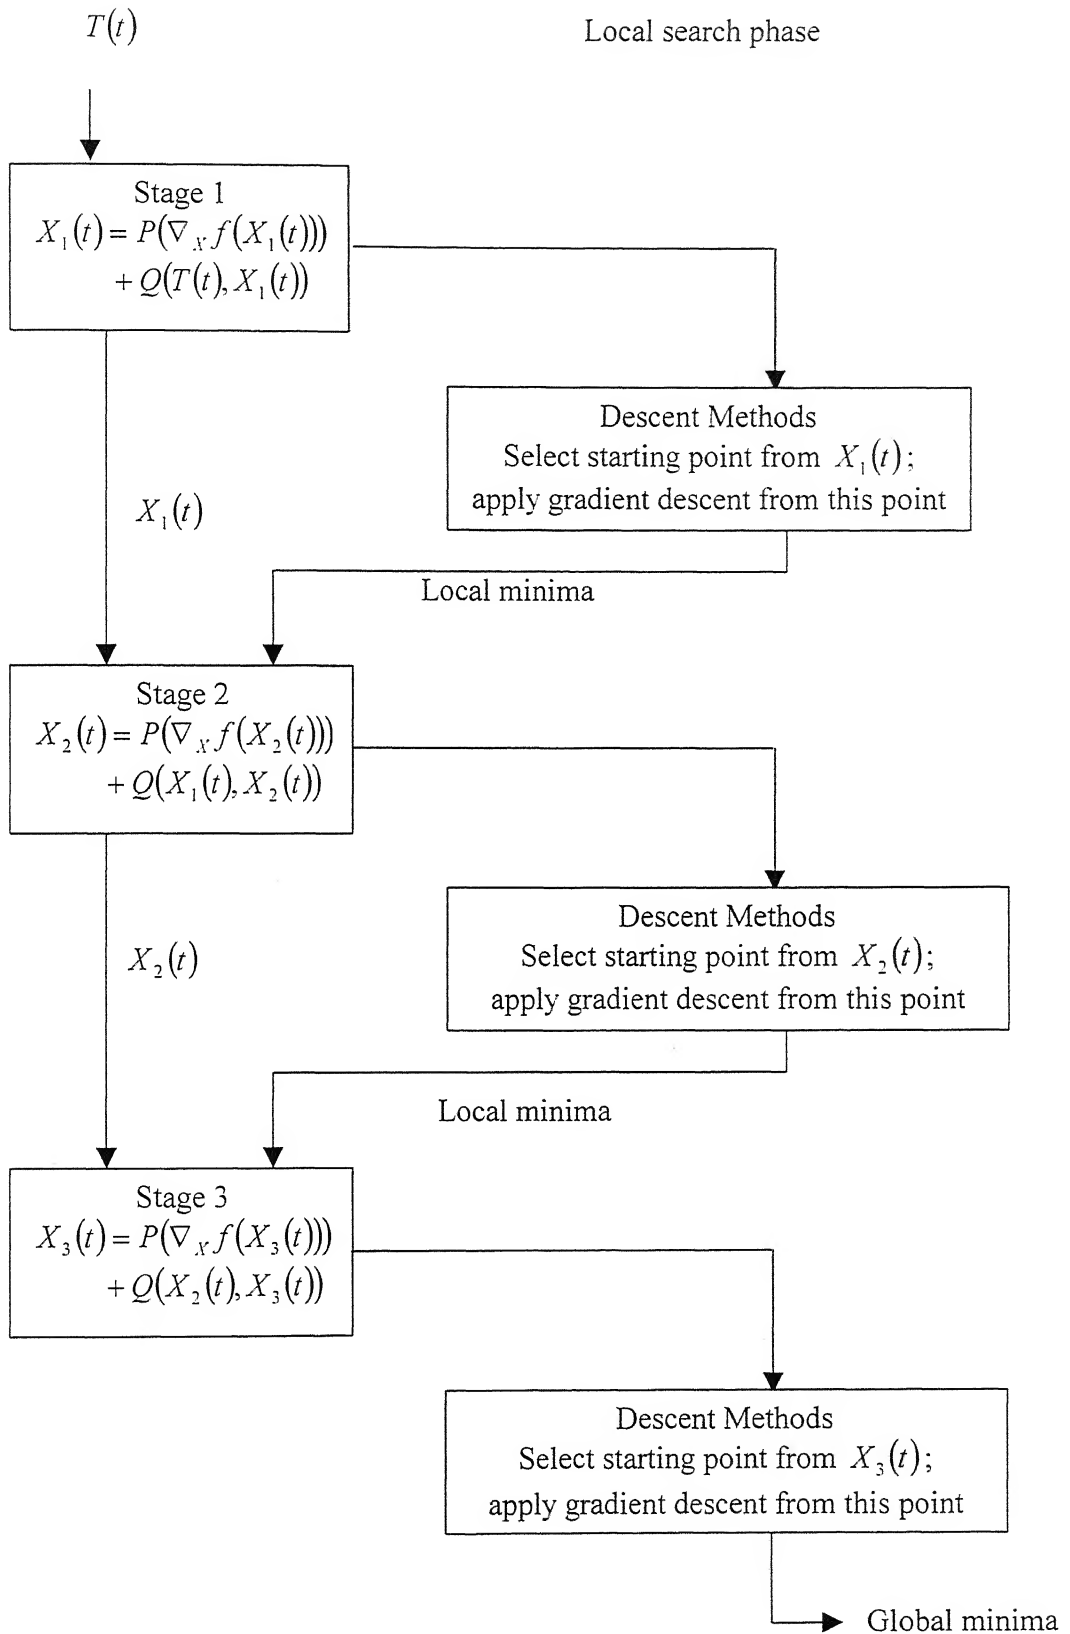 T(t)
Local search phase
Stage 1
X₁(t) = P(∇ₓ f(X₁(t)))
+ Q(T(t), X₁(t))
Descent Methods
Select starting point from X₁(t);
apply gradient descent from this point
X₁(t)
Local minima
Stage 2
X₂(t) = P(∇ₓ f(X₂(t)))
+ Q(X₁(t), X₂(t))
Descent Methods
Select starting point from X₂(t);
apply gradient descent from this point
X₂(t)
Local minima
Stage 3
X₃(t) = P(∇ₓ f(X₃(t)))
+ Q(X₂(t), X₃(t))
Descent Methods
Select starting point from X₃(t);
apply gradient descent from this point
Global minima